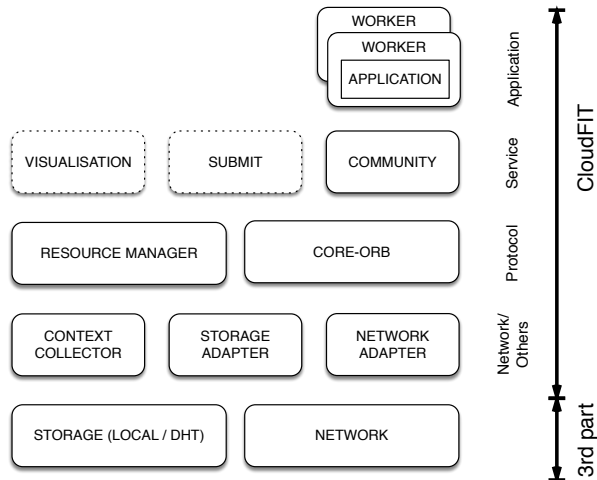 WORKER
WORKER
APPLICATION
Application
VISUALISATION
SUBMIT
COMMUNITY
Service
CloudFIT
RESOURCE MANAGER
CORE-ORB
Protocol
CONTEXT
COLLECTOR
STORAGE
ADAPTER
NETWORK
ADAPTER
Network/
Others
STORAGE (LOCAL / DHT)
NETWORK
3rd part